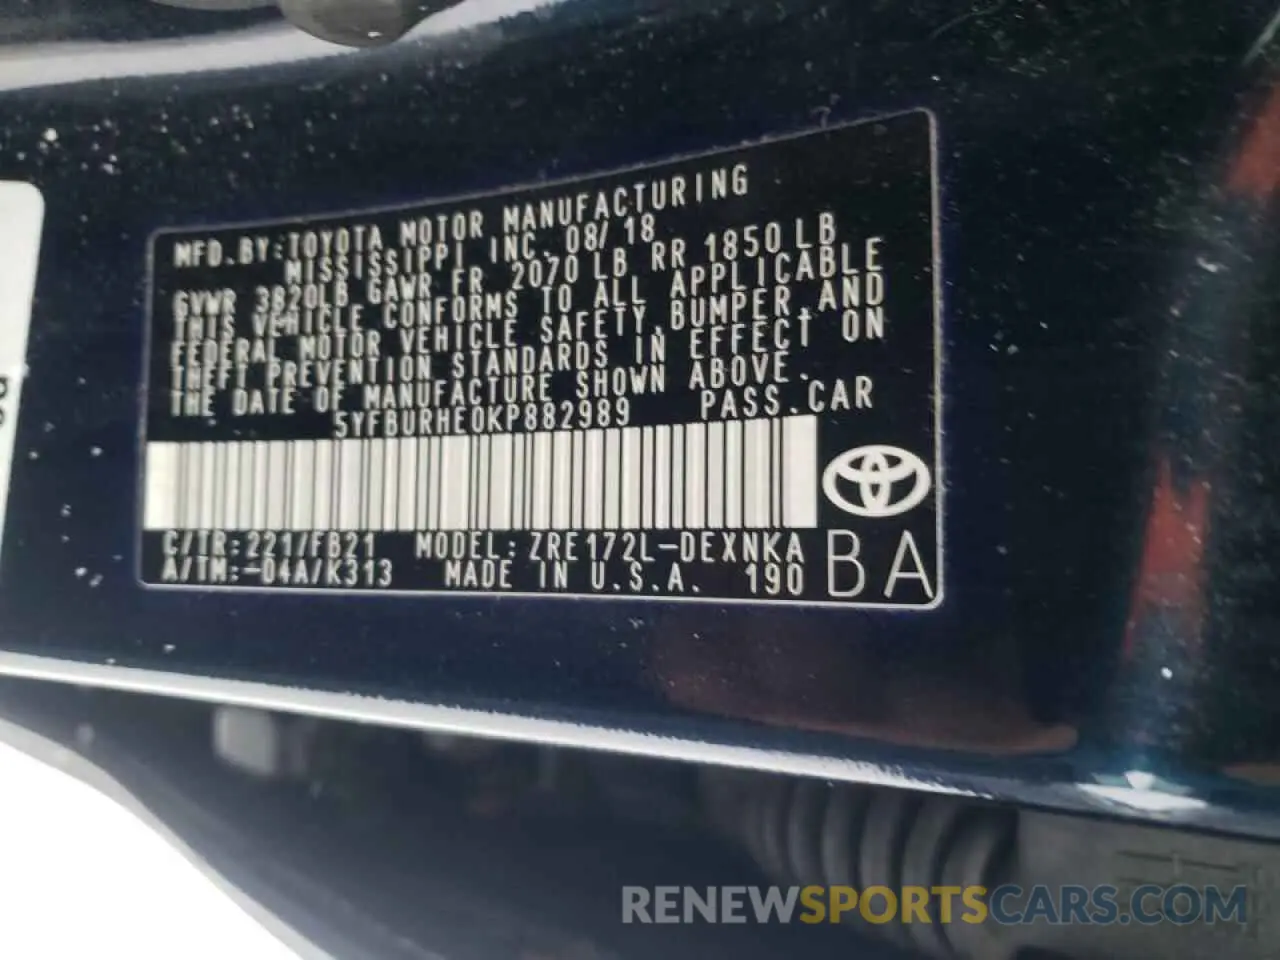 MFD.BY:TOYOTA MOTOR MANUFACTURING
MISSISSIPPI INC. 08/18
GVWR 3820LB GAWR FR 2070 LB RR 1850 LB
THIS VEHICLE CONFORMS TO ALL APPLICABLE
FEDERAL MOTOR VEHICLE SAFETY, BUMPER, AND
THEFT PREVENTION STANDARDS IN EFFECT ON
THE DATE OF MANUFACTURE SHOWN ABOVE.
5YFBURHE0KP882989 PASS.CAR
C/TR:221/FB21 MODEL:ZRE172L-DEXNKA
A/TM:-04A/K313 MADE IN U.S.A. 190 BA
RENEWSPORTSCARS.COM